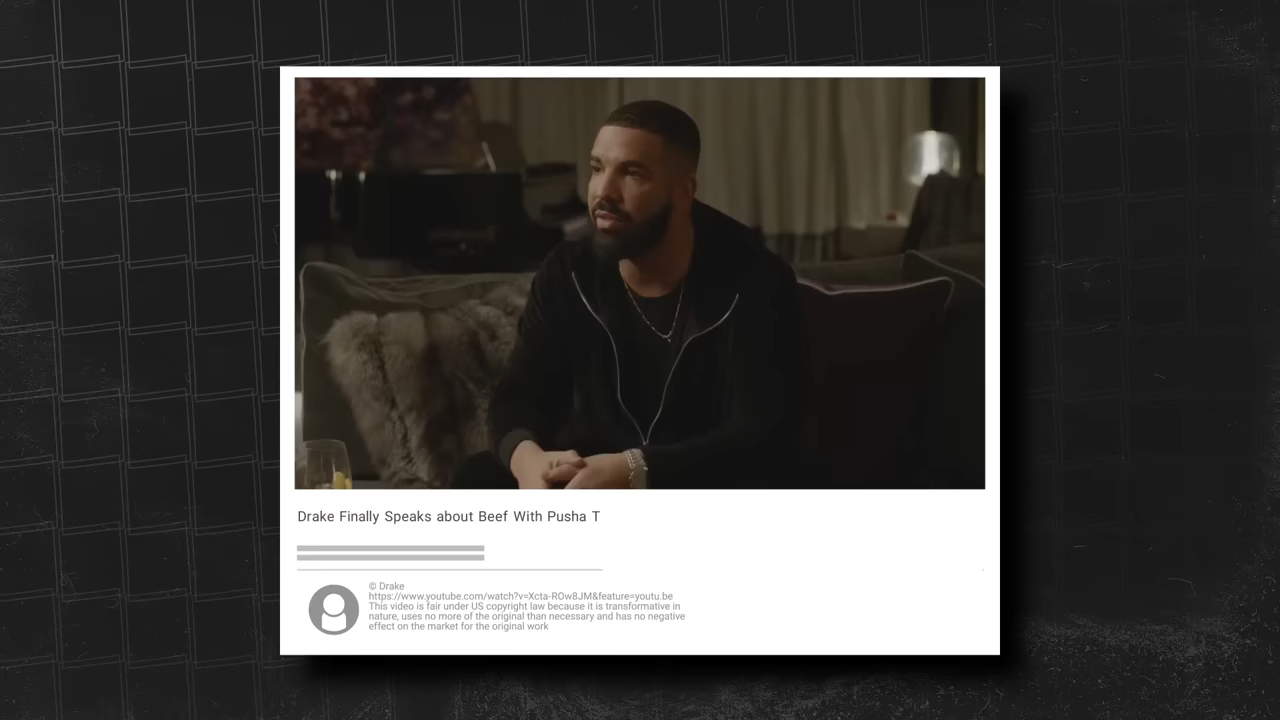 Drake Finally Speaks about Beef With Pusha T
© Drake
https://www.youtube.com/watch?v=Xcta-ROw8JM&feature=youtu.be
This video is fair under US copyright law because it is transformative in
nature, uses no more of the original than necessary and has no negative
effect on the market for the original work